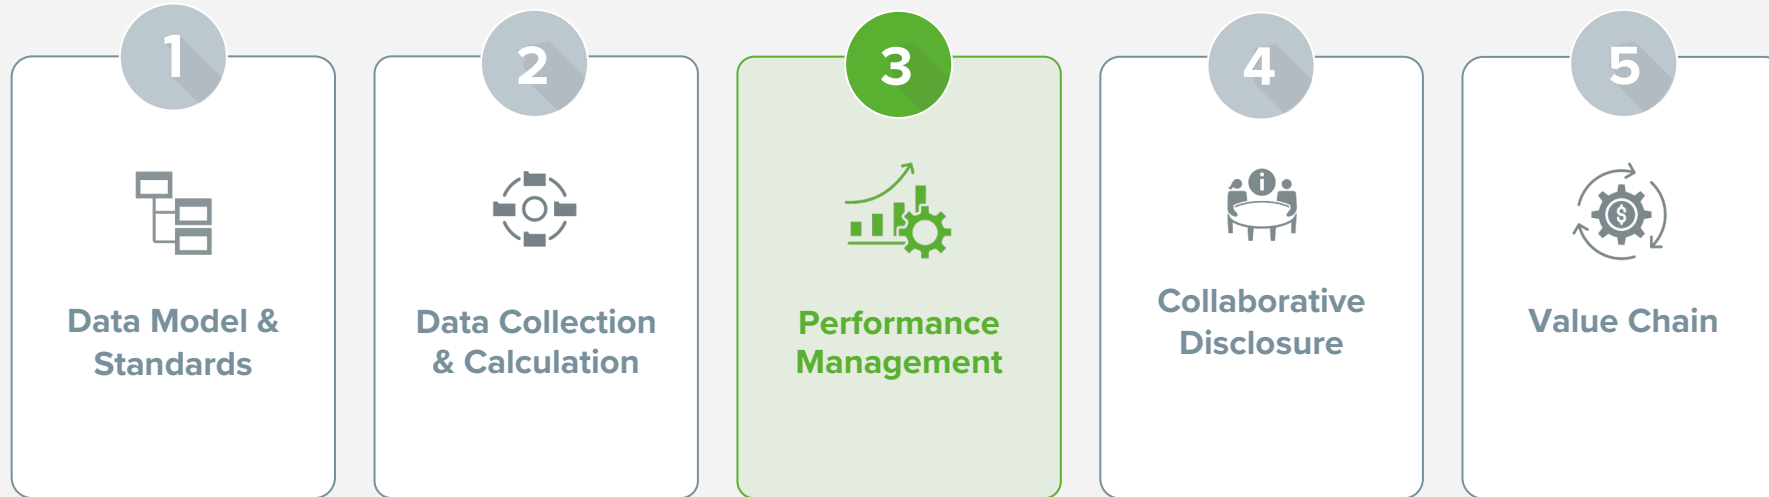 1
Data Model &
Standards
2
Data Collection
& Calculation
3
Performance
Management
i
4
Collaborative
Disclosure
$
5
Value Chain